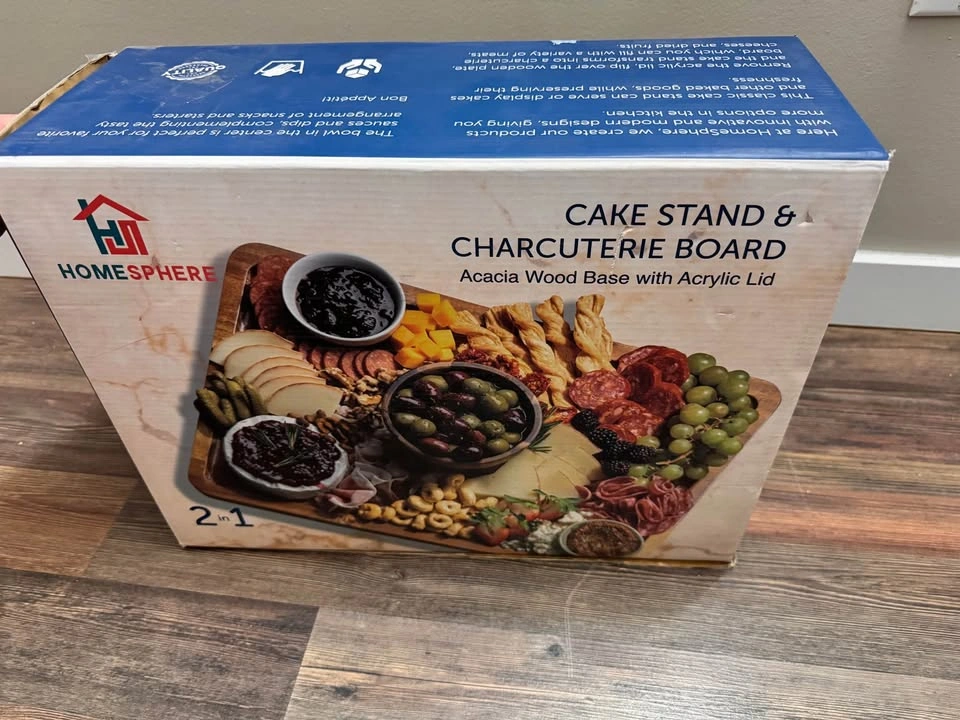 Here at HomeSphere, we create our products
with innovative and modern designs, giving you
more options in the kitchen.
This classic cake stand can serve or display cakes
and other baked goods, while preserving their
freshness.
Remove the acrylic lid, flip over the wooden plate,
and the cake stand transforms into a charcuterie
board, which you can fill with a variety of meats,
cheeses, and dried fruits.
The bowl in the center is perfect for your favorite
sauces and dips, complementing the tasty
arrangement of snacks and starters.
Bon Appétit!
QUALITY
HOMESPHERE
CAKE STAND &
CHARCUTERIE BOARD
Acacia Wood Base with Acrylic Lid
2 in 1